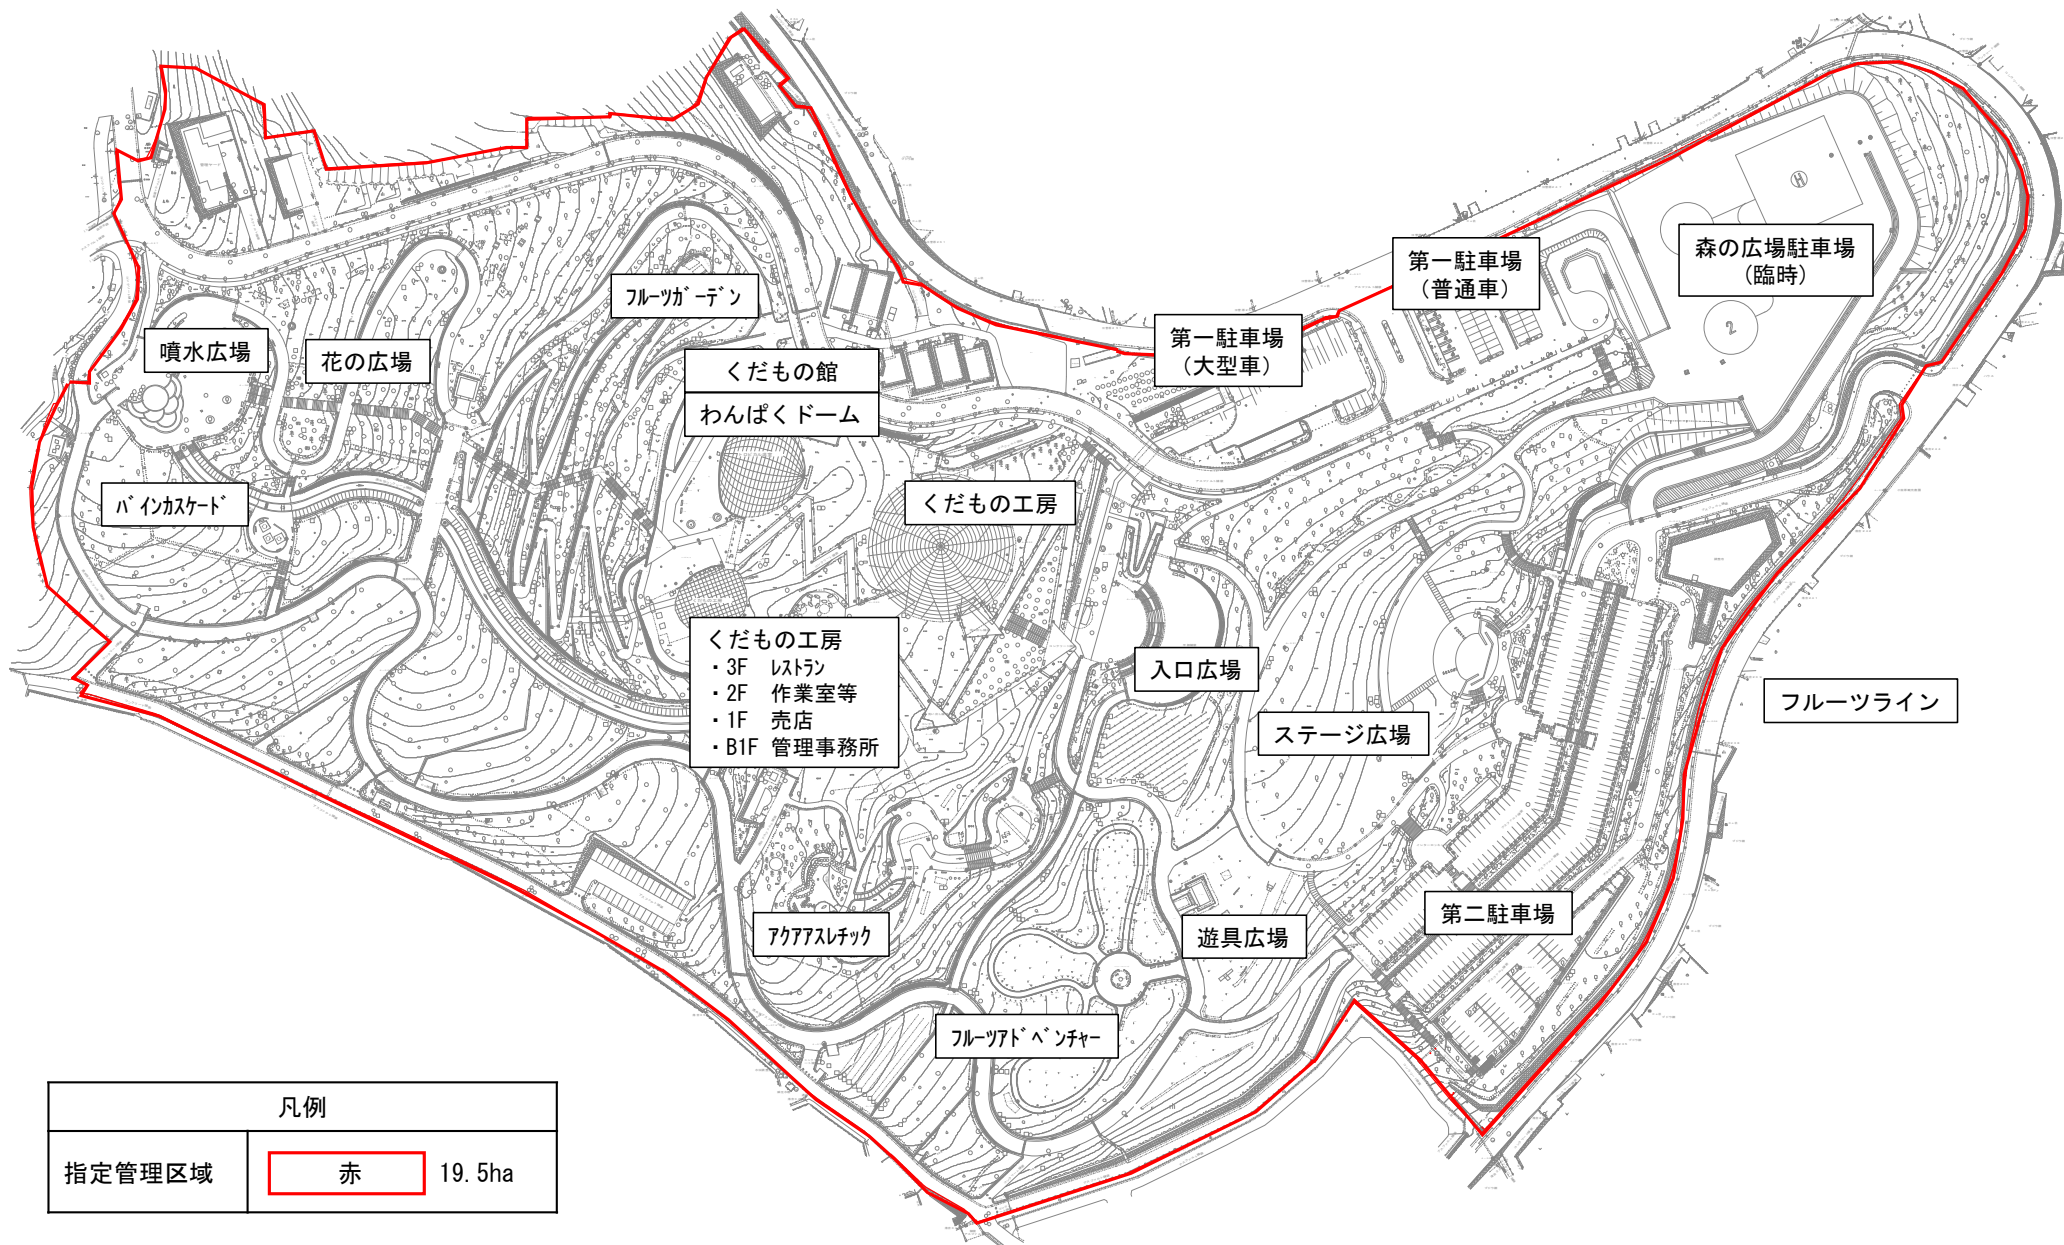 森の広場駐車場
(臨時)
第一駐車場
(普通車)
第一駐車場
(大型車)
フルーツガーデン
噴水広場
花の広場
くだもの館
わんぱくドーム
くだもの工房
バインカスケード
くだもの工房
・3F レストラン
・2F 作業室等
・1F 売店
・B1F 管理事務所
入口広場
ステージ広場
フルーツライン
第二駐車場
アクアアスレチック
遊具広場
フルーツアドベンチャー
H
2
凡例
指定管理区域
赤
19.5ha